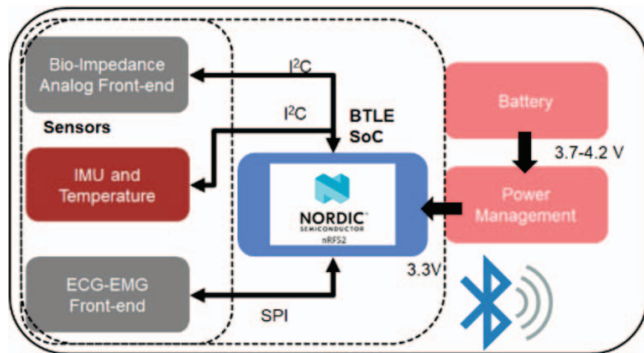 Bio-Impedance
Analog Front-end
Sensors
IMU and
Temperature
ECG-EMG
Front-end
I²C
I²C
SPI
BTLE
SoC
NORDIC™
SEMICONDUCTOR
nRF52
3.3V
Battery
3.7-4.2 V
Power
Management